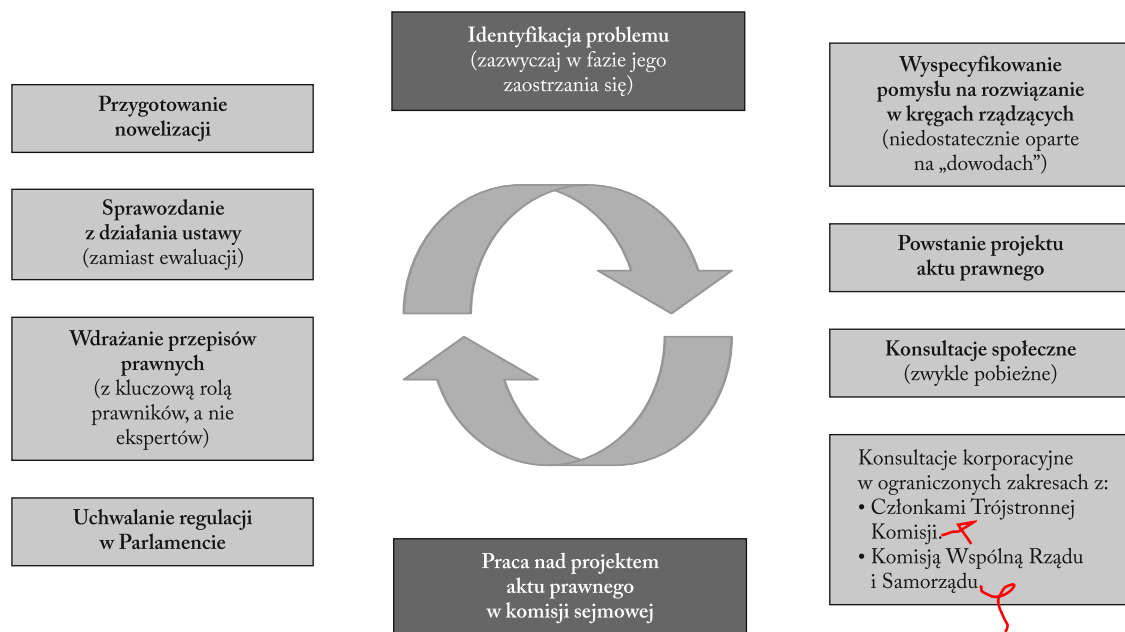 Identyfikacja problemu
(zazwyczaj w fazie jego
zaostrzania się)
Wyspecyfikowanie
pomysłu na rozwiązanie
w kręgach rządzących
(niedostatecznie oparte
na „dowodach”)
Powstanie projektu
aktu prawnego
Konsultacje społeczne
(zwykle pobieżne)
Konsultacje korporacyjne
w ograniczonych zakresach z:
• Członkami Trójstronnej
Komisji.
• Komisją Wspólną Rządu
i Samorządu
Praca nad projektem
aktu prawnego
w komisji sejmowej
Uchwalanie regulacji
w Parlamencie
Wdrażanie przepisów
prawnych
(z kluczową rolą
prawników, a nie
ekspertów)
Sprawozdanie
z działania ustawy
(zamiast ewaluacji)
Przygotowanie
nowelizacji